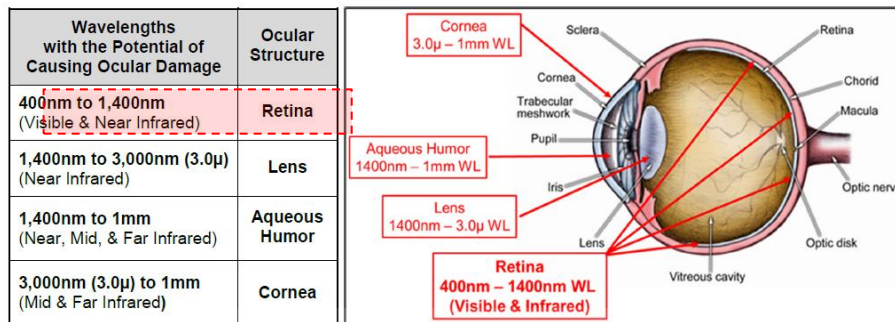 Wavelengths
with the Potential of
Causing Ocular Damage
Ocular
Structure
400nm to 1,400nm
(Visible & Near Infrared)
Retina
1,400nm to 3,000nm (3.0µ)
(Near Infrared)
Lens
1,400nm to 1mm
(Near, Mid, & Far Infrared)
Aqueous
Humor
3,000nm (3.0µ) to 1mm
(Mid & Far Infrared)
Cornea
Cornea
3.0µ – 1mm WL
Sclera
Retina
Cornea
Chorid
Trabecular
meshwork
Macula
Pupil
Aqueous Humor
1400nm – 1mm WL
Iris
Optic nerv
Lens
1400nm – 3.0µ WL
Lens
Optic disk
Retina
400nm – 1400nm WL
(Visible & Infrared)
Vitreous cavity